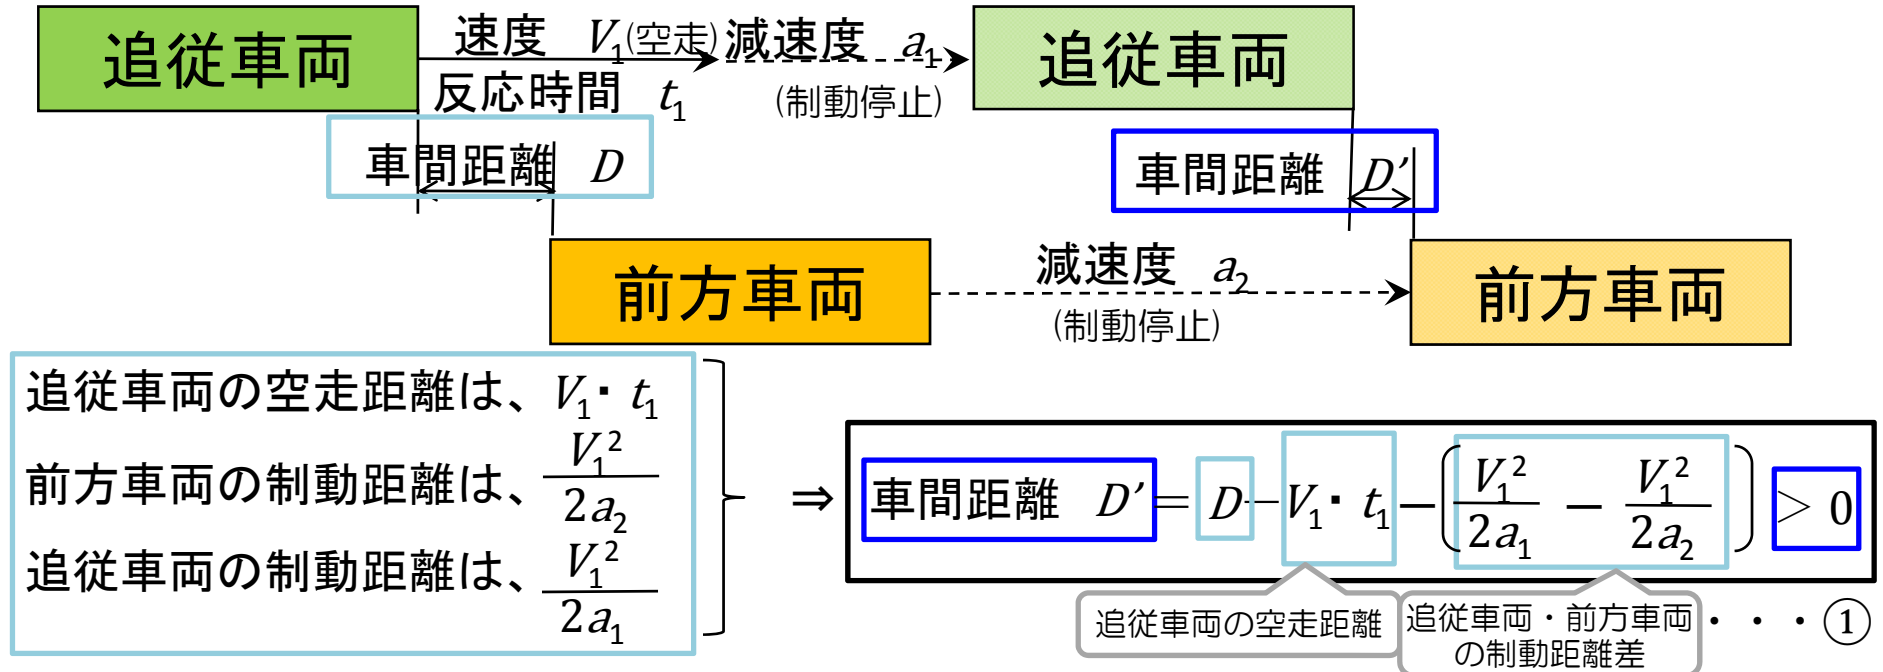 追従車両 速度 V₁(空走) 減速度 a₁ 追従車両
反応時間 t₁ (制動停止)
車間距離 D 車間距離 D’
前方車両 減速度 a₂ 前方車両
(制動停止)
追従車両の空走距離は、V₁・t₁
前方車両の制動距離は、V₁²/2a₂
追従車両の制動距離は、V₁²/2a₁
⇒ 車間距離 D’ = D − V₁・t₁ − (V₁²/2a₁ − V₁²/2a₂) > 0
追従車両の空走距離
追従車両・前方車両
の制動距離差
・・・①